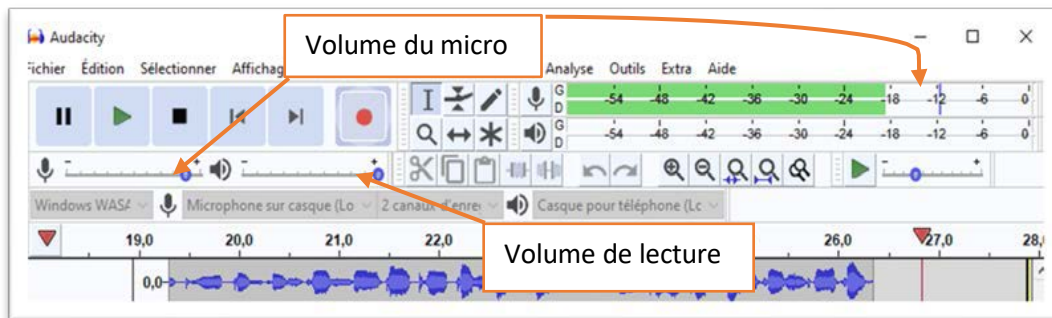 Audacity
Fichier Édition Sélectionner Affichag Analyse Outils Extra Aide
Volume du micro
G -54 -48 -42 -36 -30 -24 -18 -12 -6 0
D
G -54 -48 -42 -36 -30 -24 -18 -12 -6 0
D
- + - + - +
Windows WASA Microphone sur casque (Lo 2 canaux d'enre Casque pour téléphone (Lc
19,0 20,0 21,0 22,0 26,0 27,0 28,
Volume de lecture
0,0